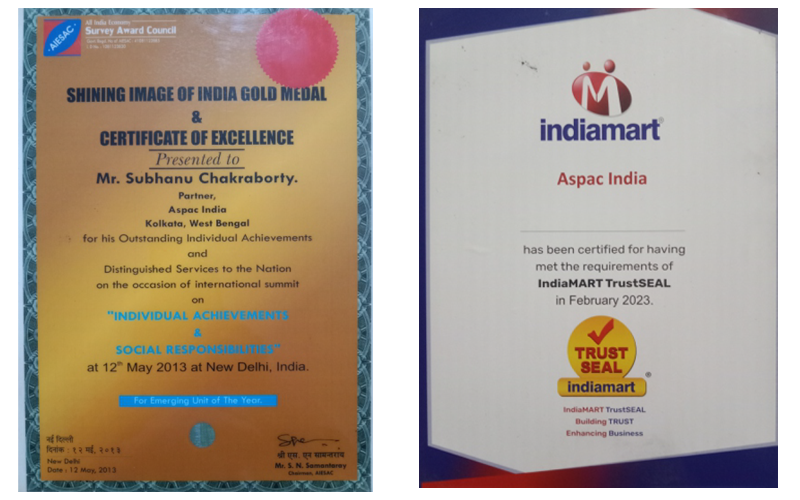 AIESAC
All India Economy
Survey Award Council
SHINING IMAGE OF INDIA GOLD MEDAL
&
CERTIFICATE OF EXCELLENCE
Presented to
Mr. Subhanu Chakraborty.
Partner,
Aspac India
Kolkata, West Bengal
for his Outstanding Individual Achievements
and
Distinguished Services to the Nation
on the occasion of international summit
on
"INDIVIDUAL ACHIEVEMENTS
&
SOCIAL RESPONSIBILITIES"
at 12th May 2013 at New Delhi, India.
For Emerging Unit of The Year.
नई दिल्ली
दिनांक : १२ मई, २०१३
New Delhi
Date : 12 May, 2013
श्री एस. एन सामन्तराय
Mr. S. N. Samanteray
Chairman, AIESAC
M
indiamart®
Aspac India
has been certified for having
met the requirements of
IndiaMART TrustSEAL
in February 2023.
TRUST
SEAL
indiamart®
IndiaMART TrustSEAL
Building TRUST
Enhancing Business